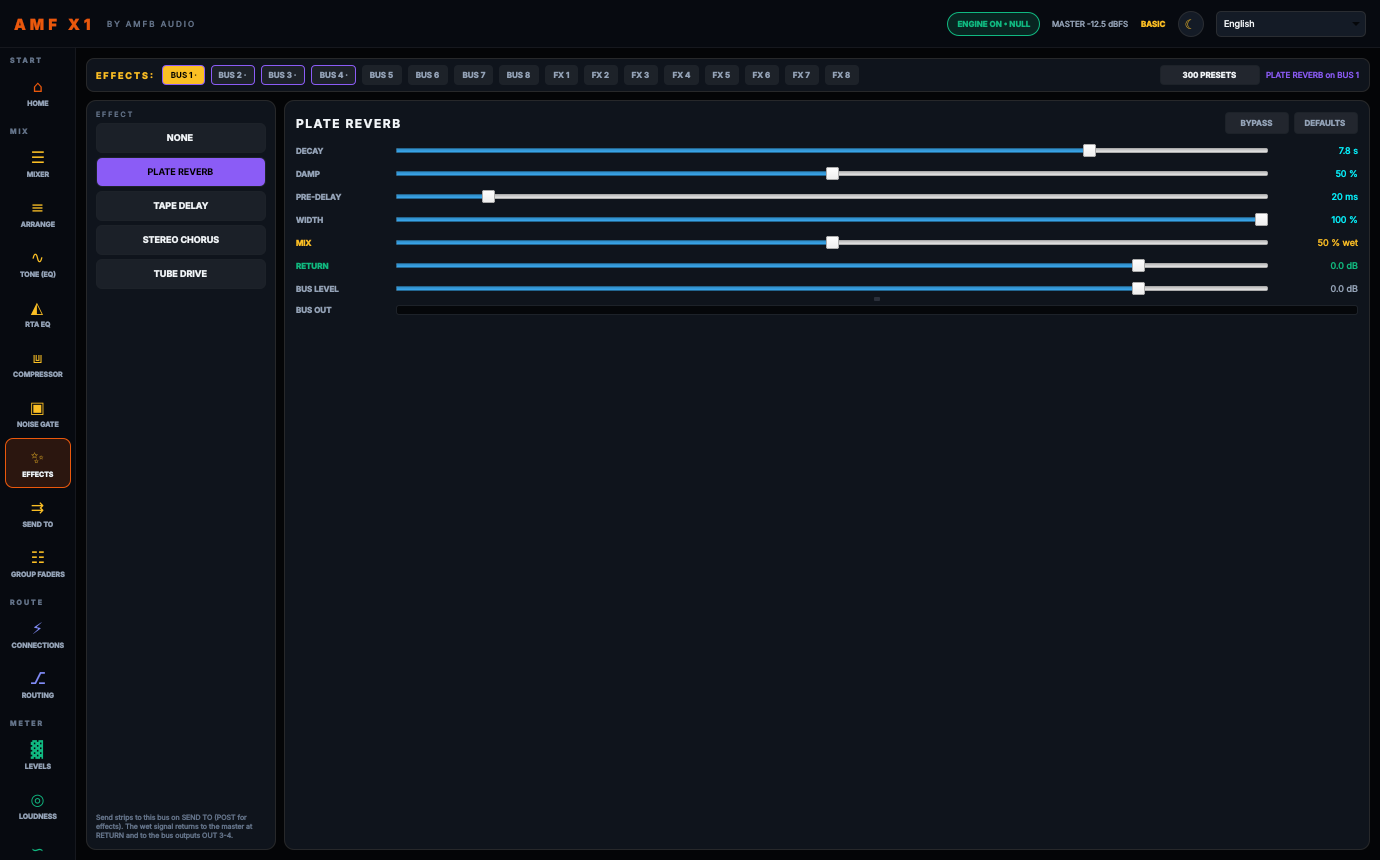 AMF X1 BY AMFB AUDIO
ENGINE ON • NULL MASTER -12.5 dBFS BASIC English
START
HOME
MIX
MIXER
ARRANGE
TONE (EQ)
RTA EQ
COMPRESSOR
NOISE GATE
EFFECTS
SEND TO
GROUP FADERS
ROUTE
CONNECTIONS
ROUTING
METER
LEVELS
LOUDNESS
EFFECTS: BUS 1 · BUS 2 · BUS 3 · BUS 4 · BUS 5 BUS 6 BUS 7 BUS 8 FX 1 FX 2 FX 3 FX 4 FX 5 FX 6 FX 7 FX 8 300 PRESETS PLATE REVERB on BUS 1
EFFECT
NONE
PLATE REVERB
TAPE DELAY
STEREO CHORUS
TUBE DRIVE
Send strips to this bus on SEND TO (POST for
effects). The wet signal returns to the master at
RETURN and to the bus outputs OUT 3-4.
PLATE REVERB BYPASS DEFAULTS
DECAY 7.8 s
DAMP 50 %
PRE-DELAY 20 ms
WIDTH 100 %
MIX 50 % wet
RETURN 0.0 dB
BUS LEVEL 0.0 dB
BUS OUT